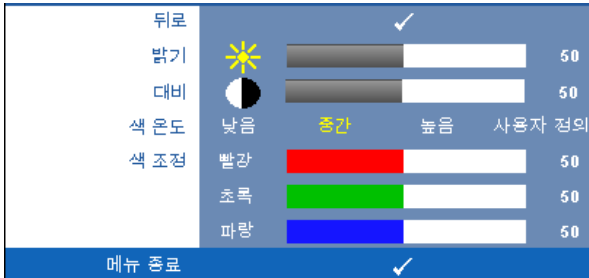 뒤로
밝기 50
대비 50
색 온도 낮음 중간 높음 사용자 정의
색 조정 빨강 50
초록 50
파랑 50
메뉴 종료